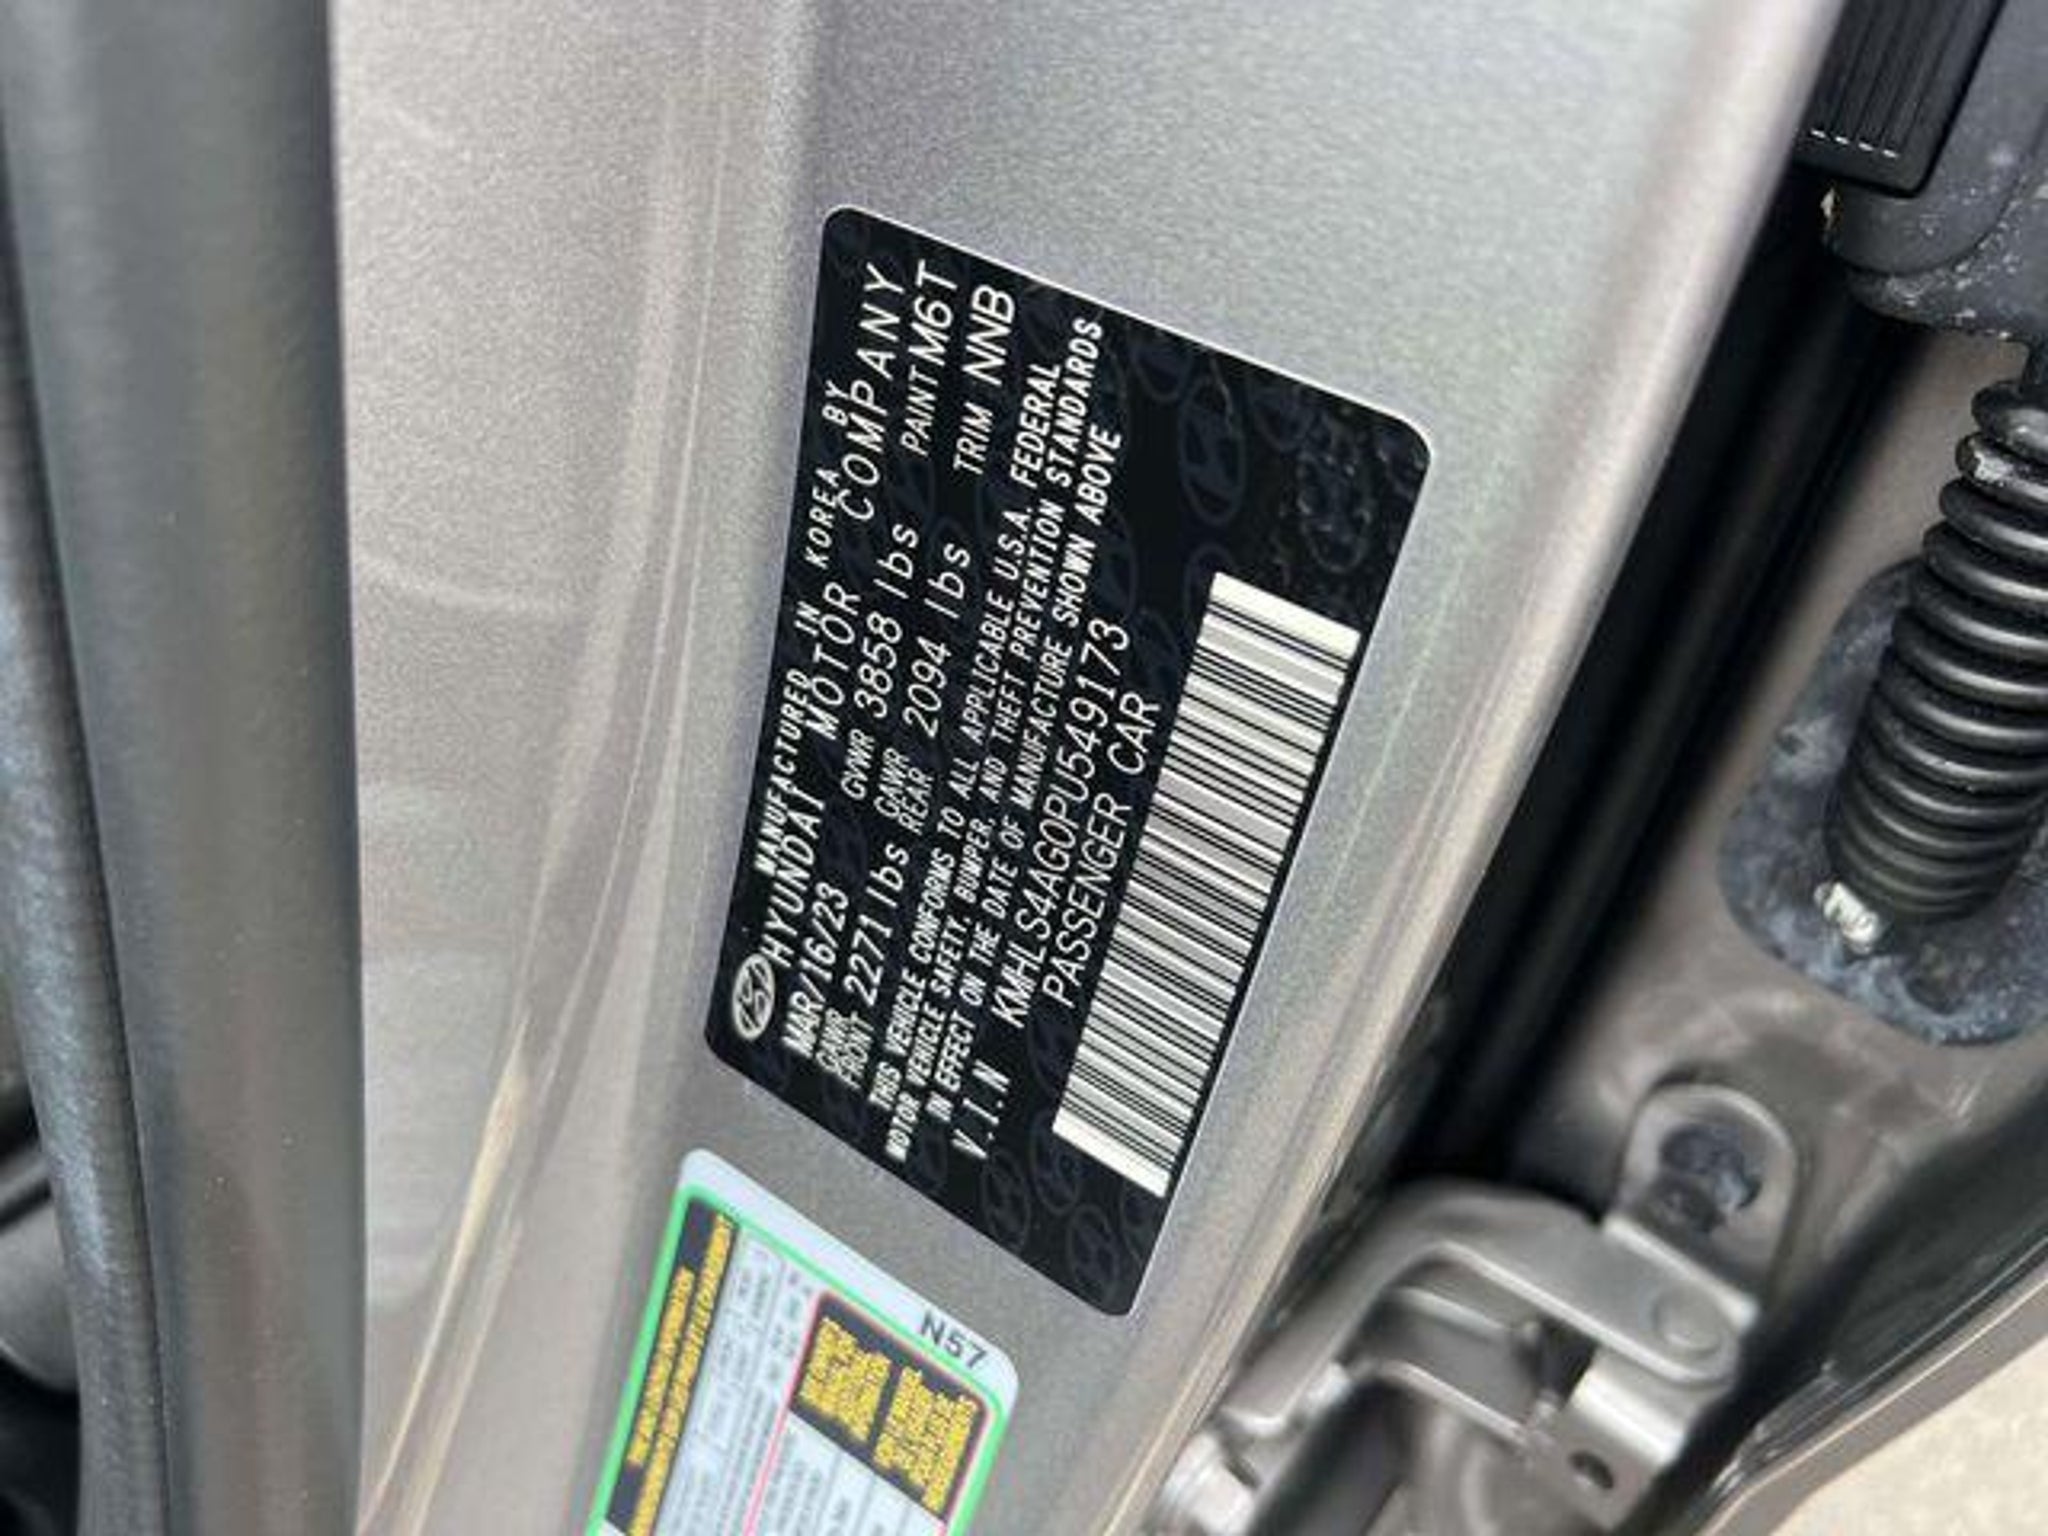 MANUFACTURED IN KOREA BY
HYUNDAI MOTOR COMPANY
MAR/16/23 GVWR 3858 lbs PAINT M6T
GAWR FRONT 2271 lbs GAWR REAR 2094 lbs TRIM NNB
THIS VEHICLE CONFORMS TO ALL APPLICABLE U.S.A. FEDERAL
MOTOR VEHICLE SAFETY, BUMPER, AND THEFT PREVENTION STANDARDS
IN EFFECT ON THE DATE OF MANUFACTURE SHOWN ABOVE
V.I.N KMHLS4AG0PU549173
PASSENGER CAR
N57